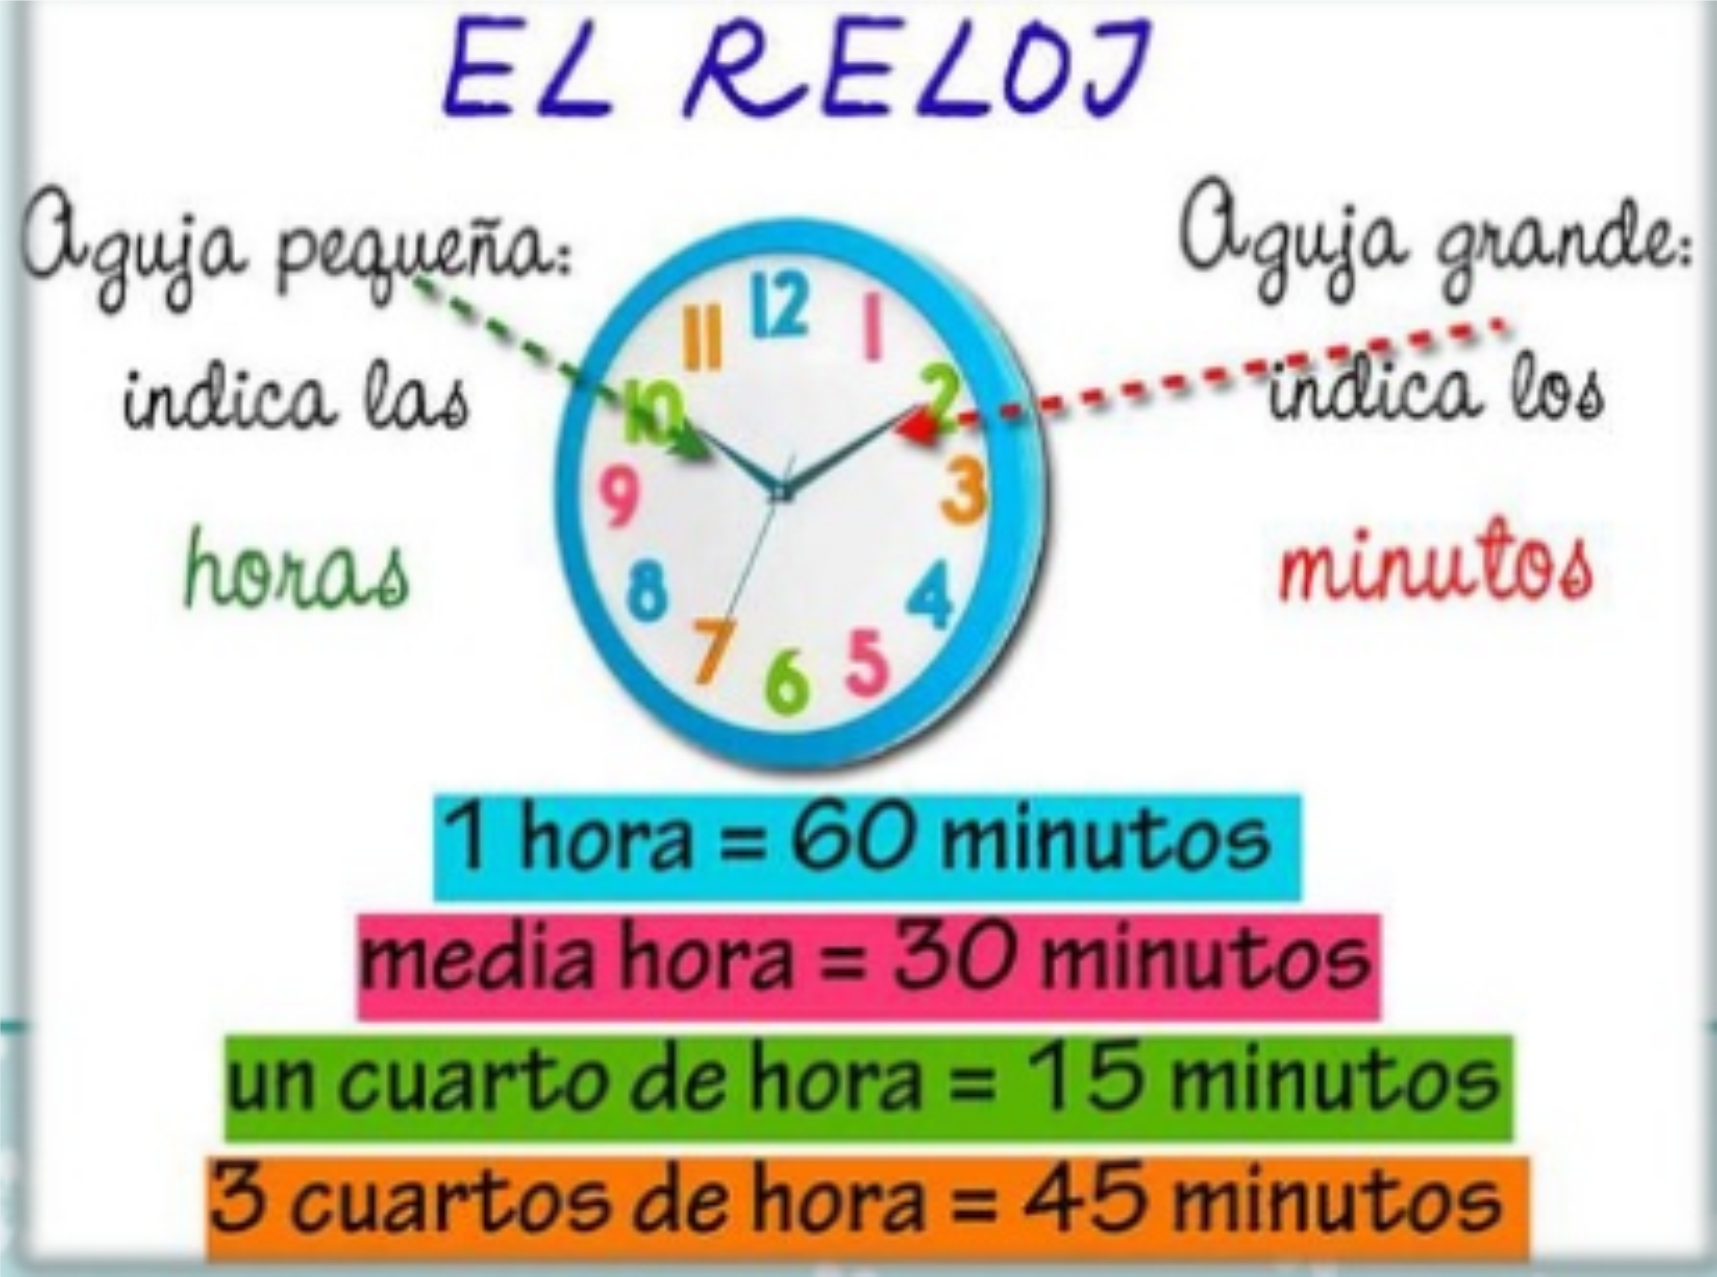 EL RELOJ
Aguja pequeña:
indica las
horas
Aguja grande:
indica los
minutos
12
1
2
3
4
5
6
7
8
9
10
11
1 hora = 60 minutos
media hora = 30 minutos
un cuarto de hora = 15 minutos
3 cuartos de hora = 45 minutos